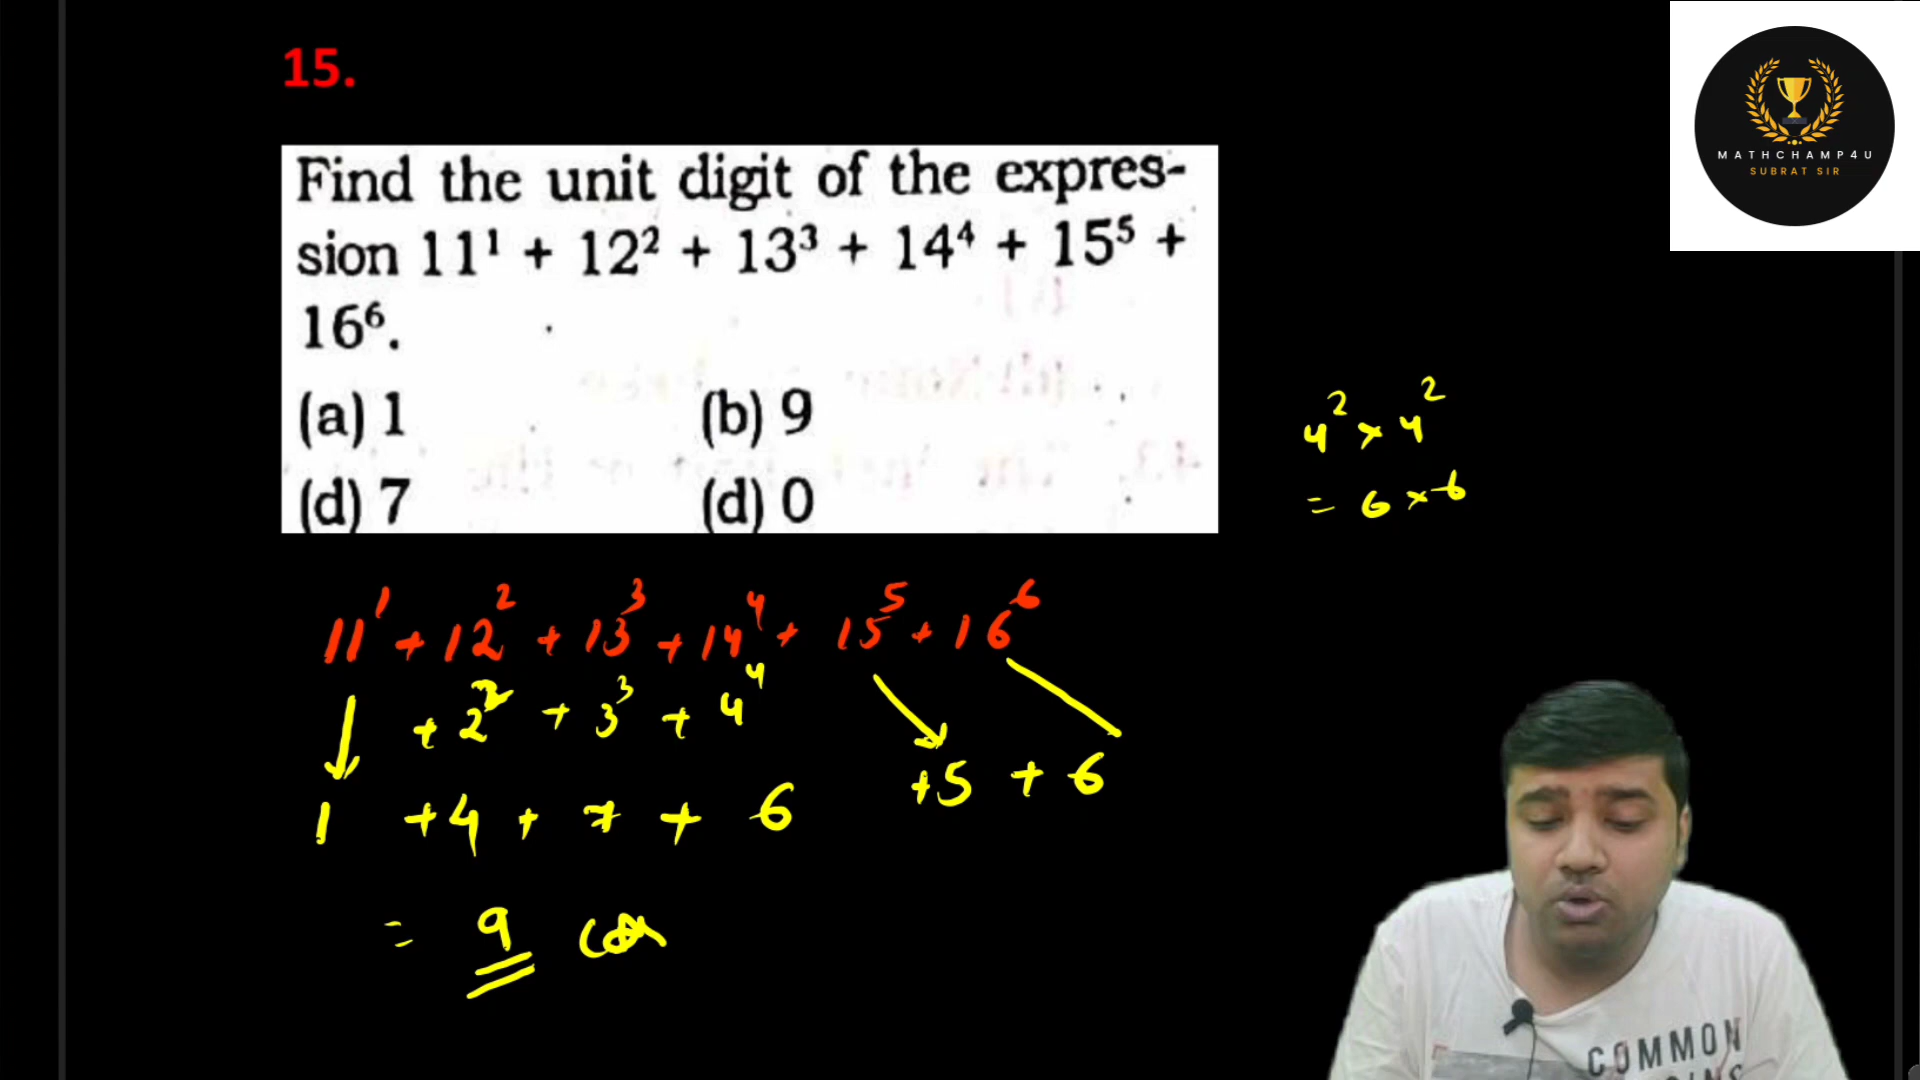 15.
Find the unit digit of the expres-
sion 11¹ + 12² + 13³ + 14⁴ + 15⁵ +
16⁶.
(a) 1 (b) 9
(d) 7 (d) 0
MATHCHAMP4U
SUBRAT SIR
4² × 4²
= 6 × 6
11¹ + 12² + 13³ + 14⁴ + 15⁵ + 16⁶
+ 2² + 3³ + 4⁴
1 + 4 + 7 + 6 + 5 + 6
= 9
COMMON